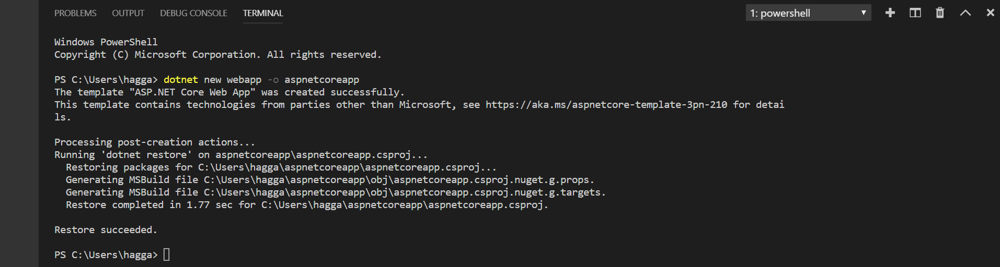 PROBLEMS OUTPUT DEBUG CONSOLE TERMINAL 1: powershell
Windows PowerShell
Copyright (C) Microsoft Corporation. All rights reserved.
PS C:\Users\hagga> dotnet new webapp -o aspnetcoreapp
The template "ASP.NET Core Web App" was created successfully.
This template contains technologies from parties other than Microsoft, see https://aka.ms/aspnetcore-template-3pn-210 for detai
ls.
Processing post-creation actions...
Running 'dotnet restore' on aspnetcoreapp\aspnetcoreapp.csproj...
Restoring packages for C:\Users\hagga\aspnetcoreapp\aspnetcoreapp.csproj...
Generating MSBuild file C:\Users\hagga\aspnetcoreapp\obj\aspnetcoreapp.csproj.nuget.g.props.
Generating MSBuild file C:\Users\hagga\aspnetcoreapp\obj\aspnetcoreapp.csproj.nuget.g.targets.
Restore completed in 1.77 sec for C:\Users\hagga\aspnetcoreapp\aspnetcoreapp.csproj.
Restore succeeded.
PS C:\Users\hagga>